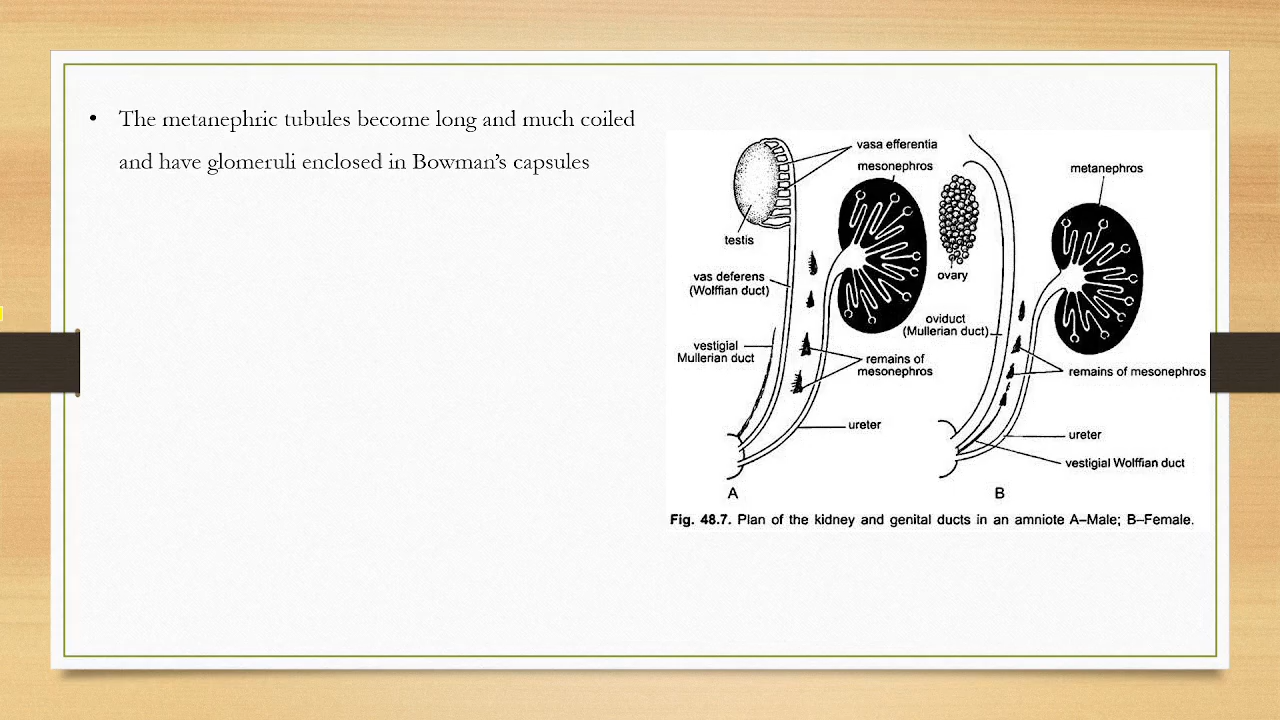 • The metanephric tubules become long and much coiled
and have glomeruli enclosed in Bowman’s capsules
vasa efferentia
mesonephros
testis
vas deferens
(Wolffian duct)
vestigial
Mullerian duct
remains of
mesonephros
ureter
A
metanephros
ovary
oviduct
(Mullerian duct)
remains of mesonephros
ureter
vestigial Wolffian duct
B
Fig. 48.7. Plan of the kidney and genital ducts in an amniote A–Male; B–Female.